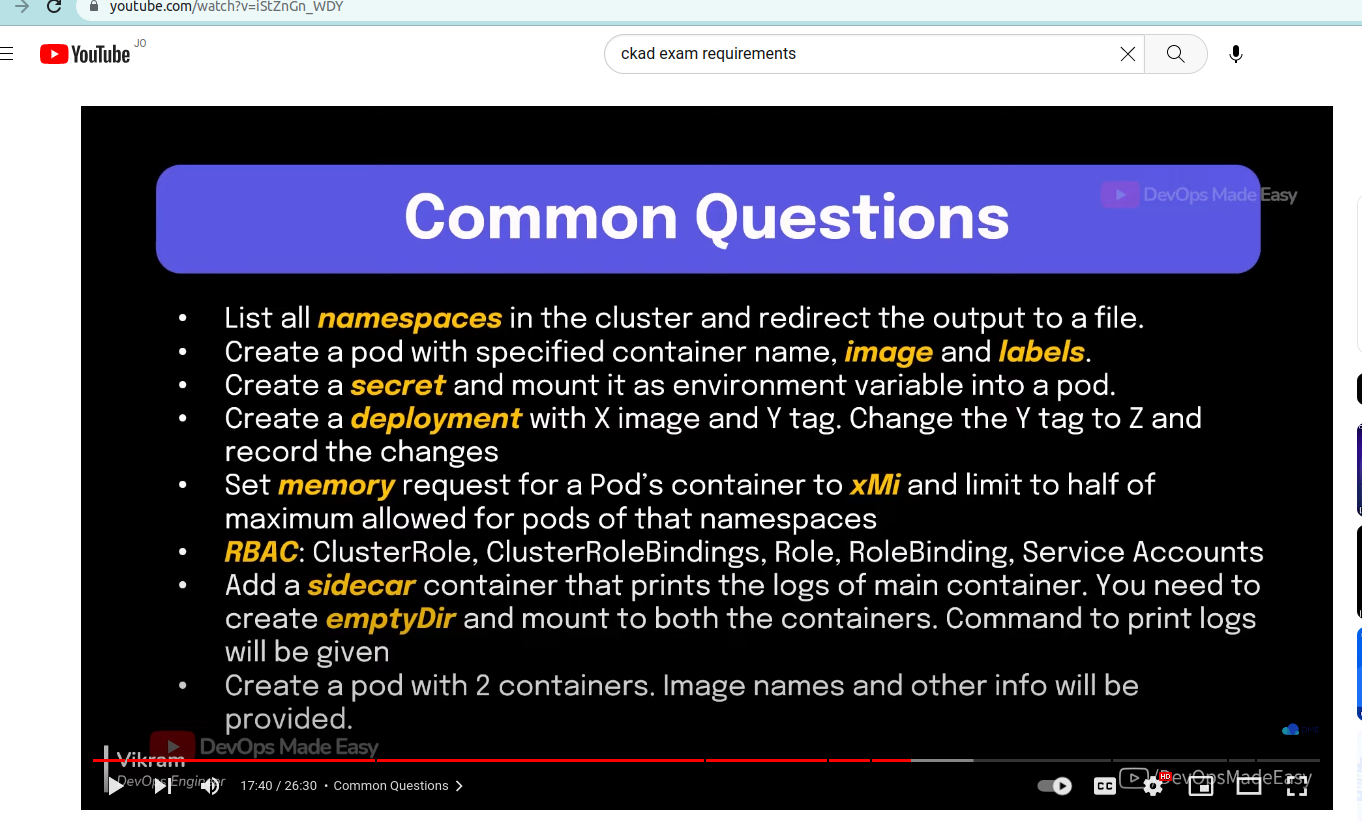 youtube.com/watch?v=iStZnGn_WDY
YouTube JO
ckad exam requirements
DevOps Made Easy
Common Questions
• List all namespaces in the cluster and redirect the output to a file.
• Create a pod with specified container name, image and labels.
• Create a secret and mount it as environment variable into a pod.
• Create a deployment with X image and Y tag. Change the Y tag to Z and
record the changes
• Set memory request for a Pod's container to xMi and limit to half of
maximum allowed for pods of that namespaces
• RBAC: ClusterRole, ClusterRoleBindings, Role, RoleBinding, Service Accounts
• Add a sidecar container that prints the logs of main container. You need to
create emptyDir and mount to both the containers. Command to print logs
will be given
• Create a pod with 2 containers. Image names and other info will be
provided.
DevOps Made Easy
Vikram
DevOps Engineer
17:40 / 26:30 • Common Questions
CC
HD
/DevOpsMadeEasy